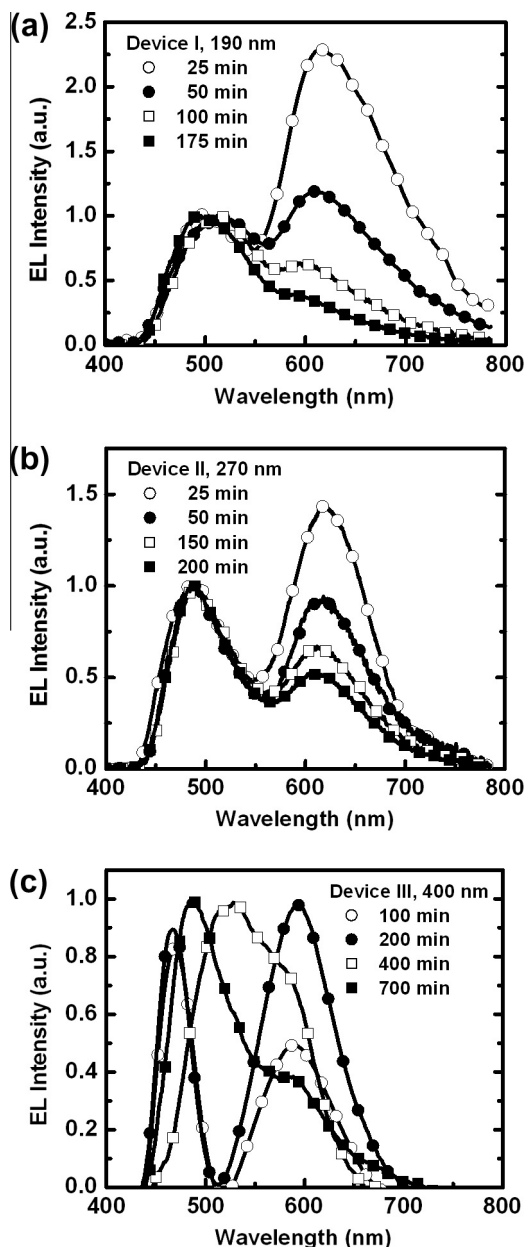 (a)
Device I, 190 nm
25 min
50 min
100 min
175 min
2.5
2.0
1.5
1.0
0.5
0.0
EL Intensity (a.u.)
400 500 600 700 800
Wavelength (nm)
(b)
Device II, 270 nm
25 min
50 min
150 min
200 min
1.5
1.0
0.5
0.0
EL Intensity (a.u.)
400 500 600 700 800
Wavelength (nm)
(c)
Device III, 400 nm
100 min
200 min
400 min
700 min
1.0
0.8
0.6
0.4
0.2
0.0
EL Intensity (a.u.)
400 500 600 700 800
Wavelength (nm)